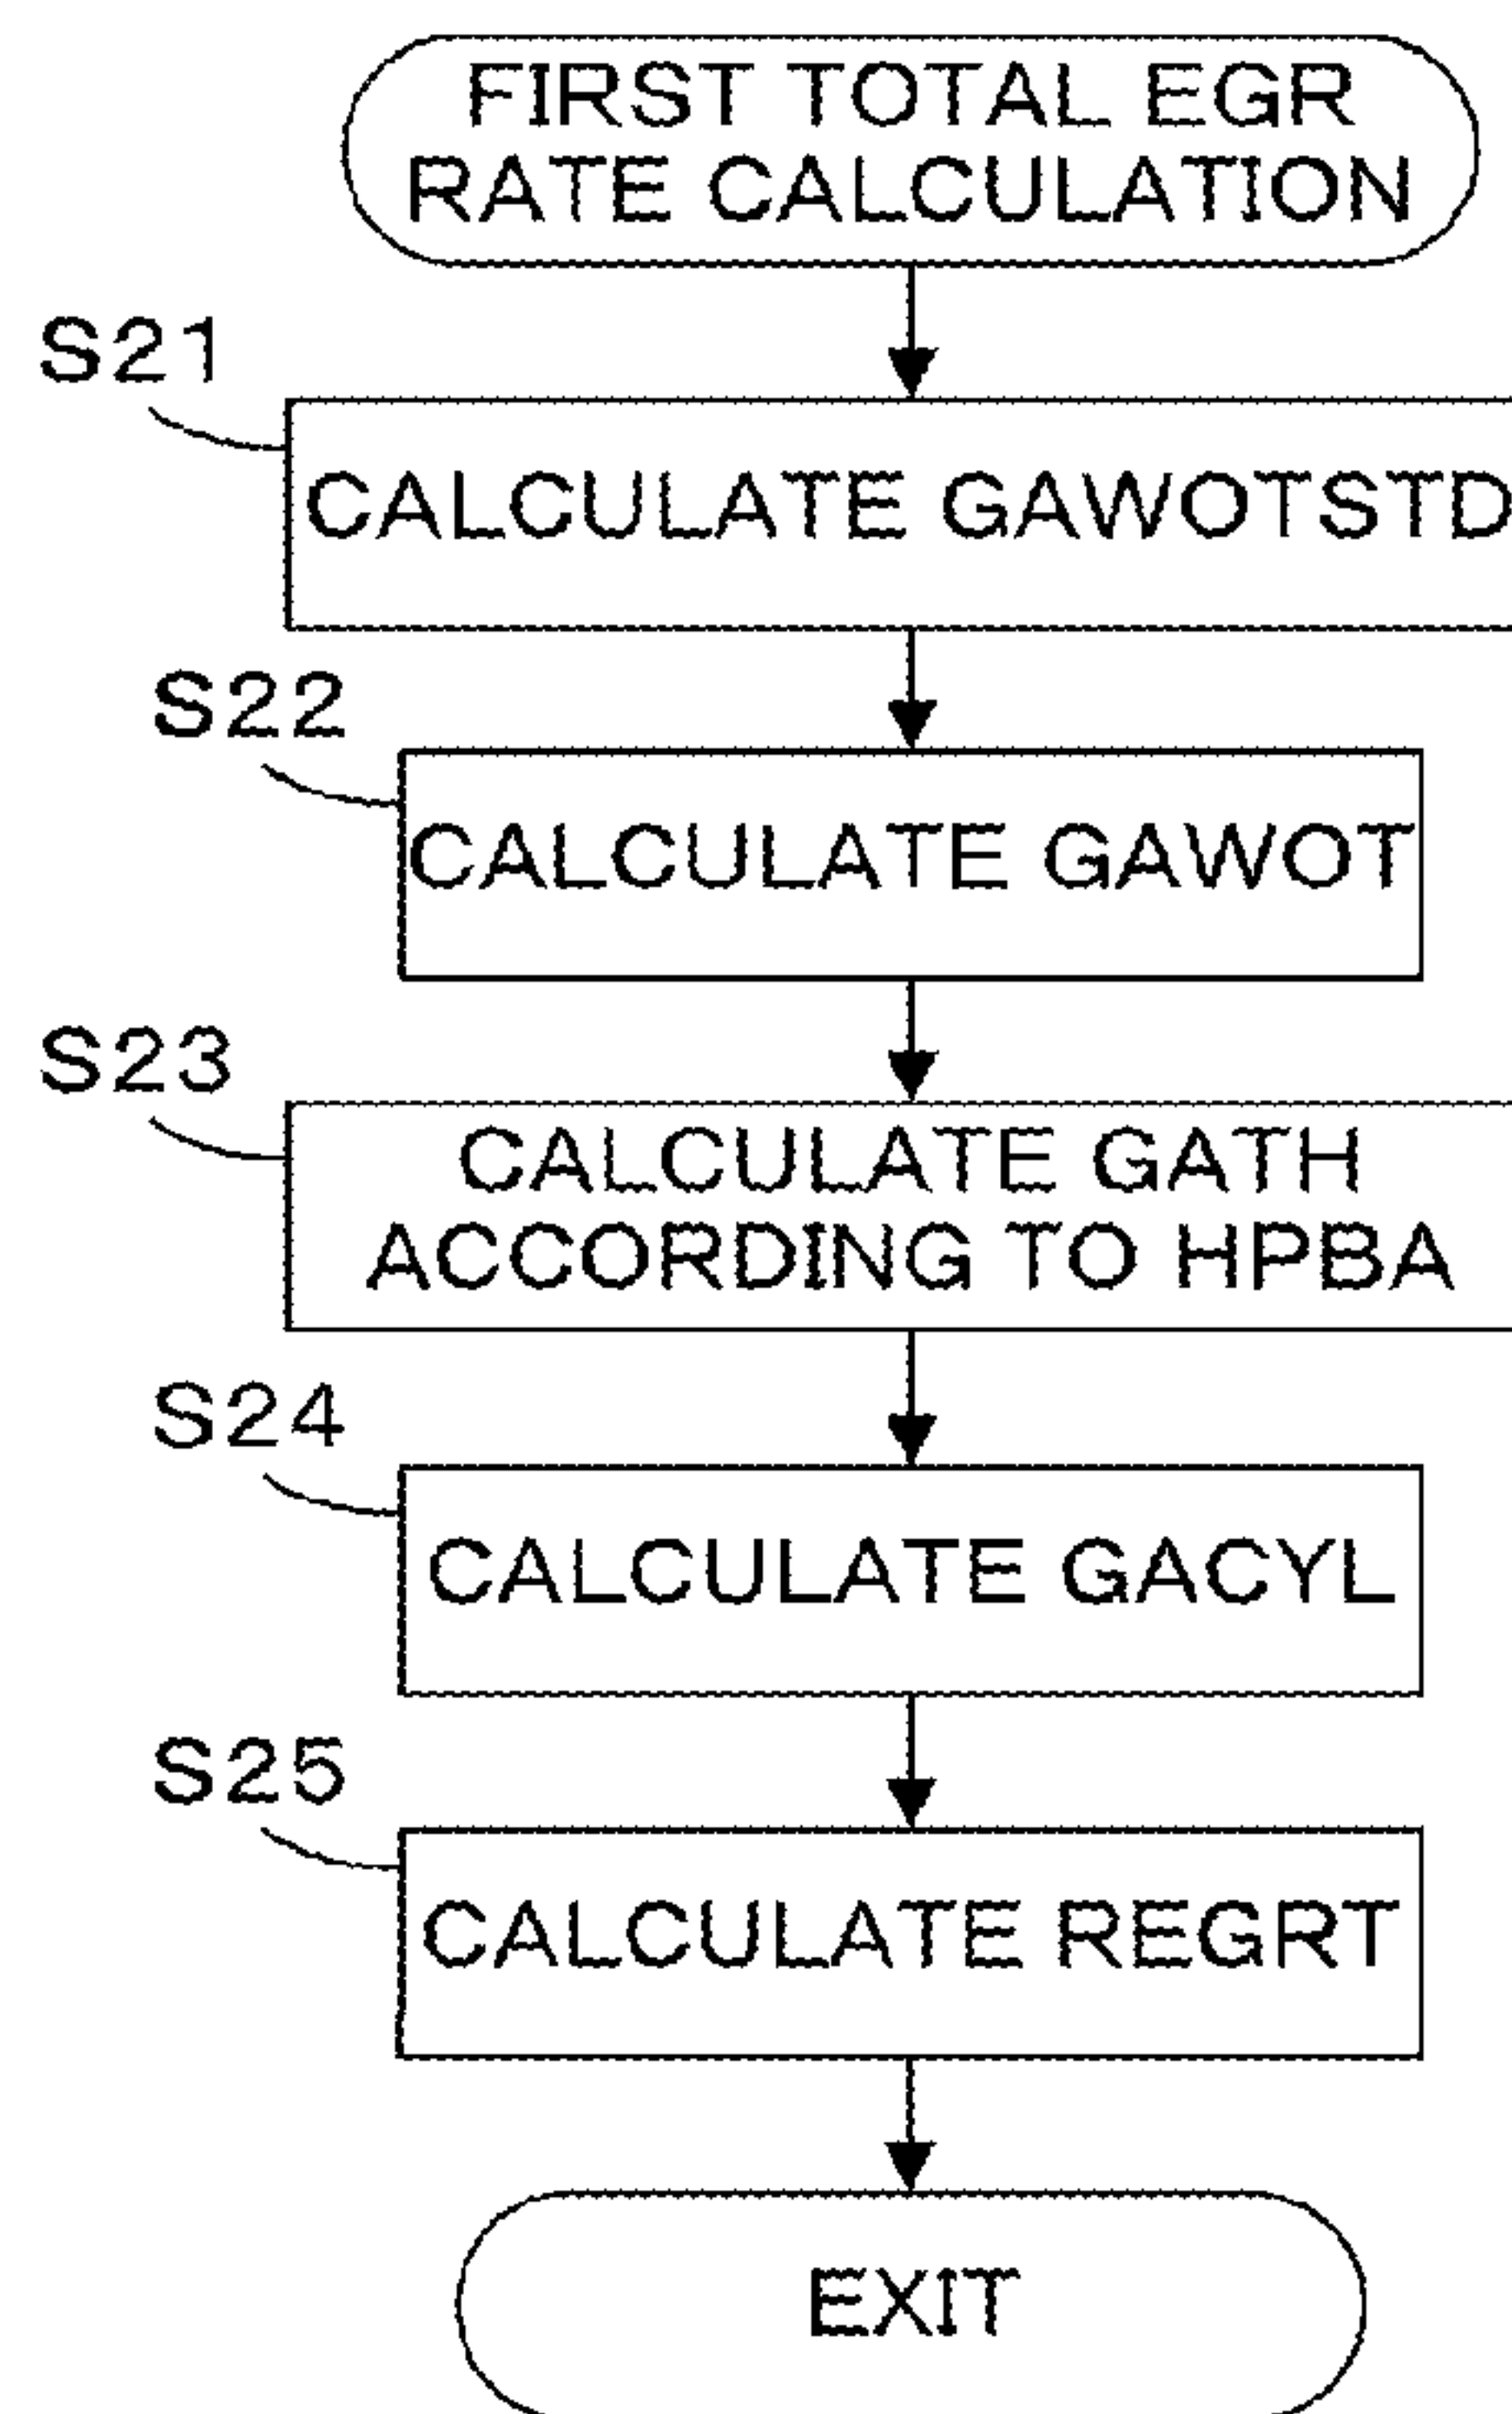 FIRST TOTAL EGR
RATE CALCULATION
S21
CALCULATE GAWOTSTD
S22
CALCULATE GAWOT
S23
CALCULATE GATH
ACCORDING TO HPBA
S24
CALCULATE GACYL
S25
CALCULATE REGRT
EXIT